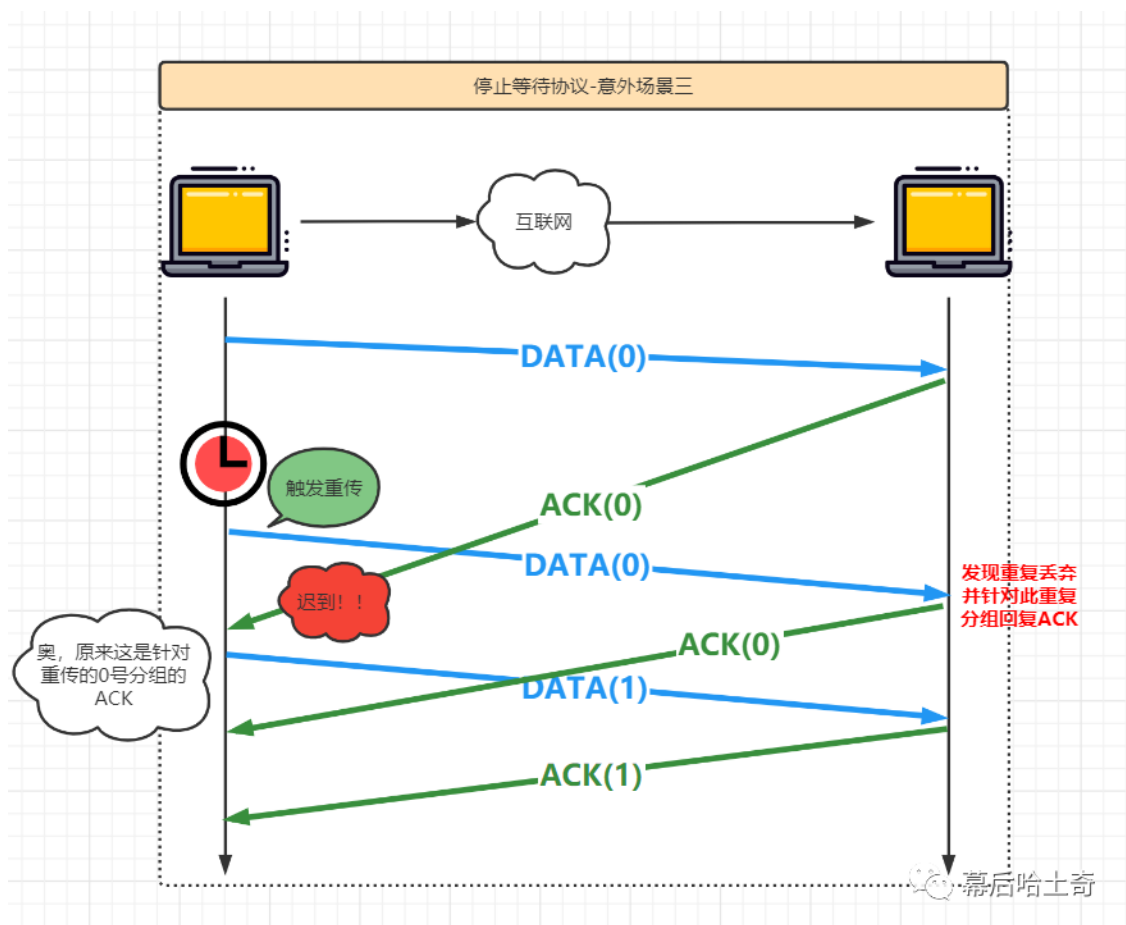 停止等待协议-意外场景三
互联网
DATA(0)
触发重传
ACK(0)
DATA(0)
发现重复丢弃
并针对此重复
分组回复ACK
迟到！！
奥，原来这是针对
重传的0号分组的
ACK
ACK(0)
DATA(1)
ACK(1)
幕后哈土奇